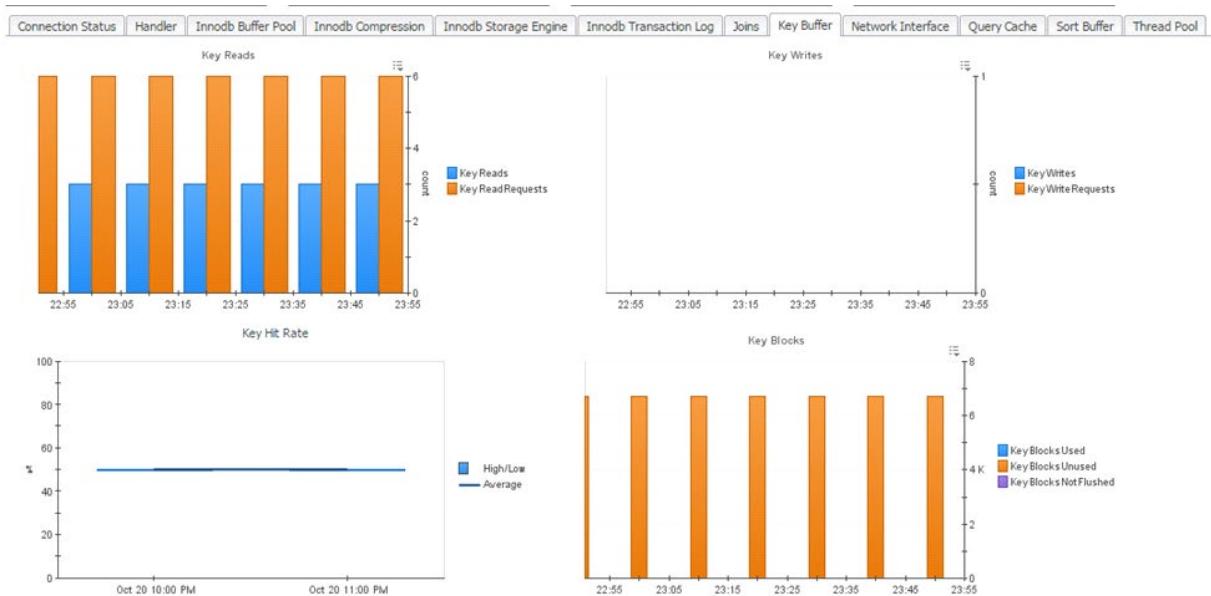 Connection Status Handler Innodb Buffer Pool Innodb Compression Innodb Storage Engine Innodb Transaction Log Joins Key Buffer Network Interface Query Cache Sort Buffer Thread Pool
Key Reads
6
4
2
0
count
22:55 23:05 23:15 23:25 23:35 23:45 23:55
Key Reads
Key Read Requests
Key Writes
1
0
count
22:55 23:05 23:15 23:25 23:35 23:45 23:55
Key Writes
Key Write Requests
Key Hit Rate
100
80
60
40
20
0
Oct 20 10:00 PM Oct 20 11:00 PM
High/Low
Average
Key Blocks
8
6
4 K
2
0
22:55 23:05 23:15 23:25 23:35 23:45 23:55
Key Blocks Used
Key Blocks Unused
Key Blocks Not Flushed